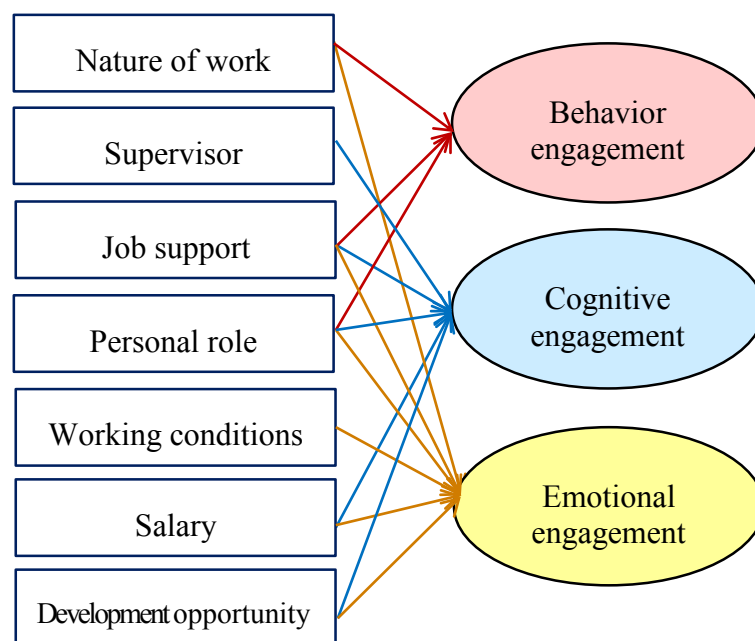 Nature of work
Supervisor
Job support
Personal role
Working conditions
Salary
Development opportunity
Behavior
engagement
Cognitive
engagement
Emotional
engagement